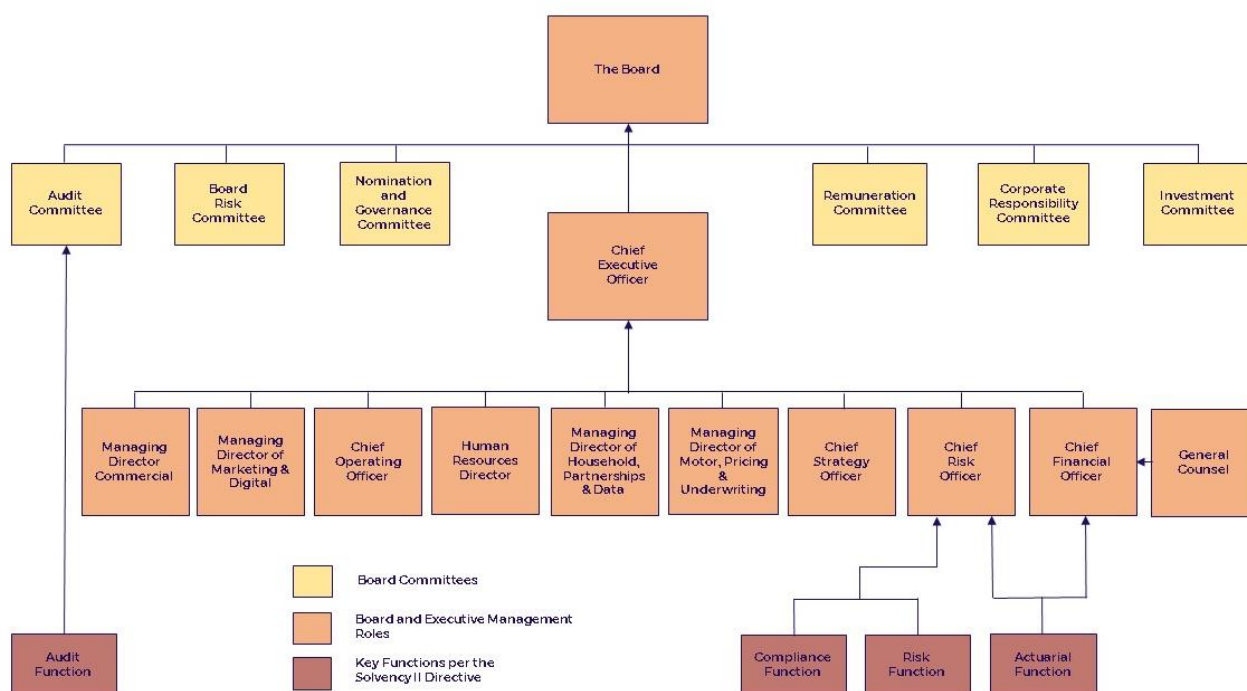 The Board
Audit
Committee
Board
Risk
Committee
Nomination
and
Governance
Committee
Remuneration
Committee
Corporate
Responsibility
Committee
Investment
Committee
Chief
Executive
Officer
Managing
Director
Commercial
Managing
Director of
Marketing &
Digital
Chief
Operating
Officer
Human
Resources
Director
Managing
Director of
Household,
Partnerships
& Data
Managing
Director of
Motor, Pricing
&
Underwriting
Chief
Strategy
Officer
Chief
Risk
Officer
Chief
Financial
Officer
General
Counsel
Board Committees
Board and Executive Management
Roles
Key Functions per the
Solvency II Directive
Audit
Function
Compliance
Function
Risk
Function
Actuarial
Function